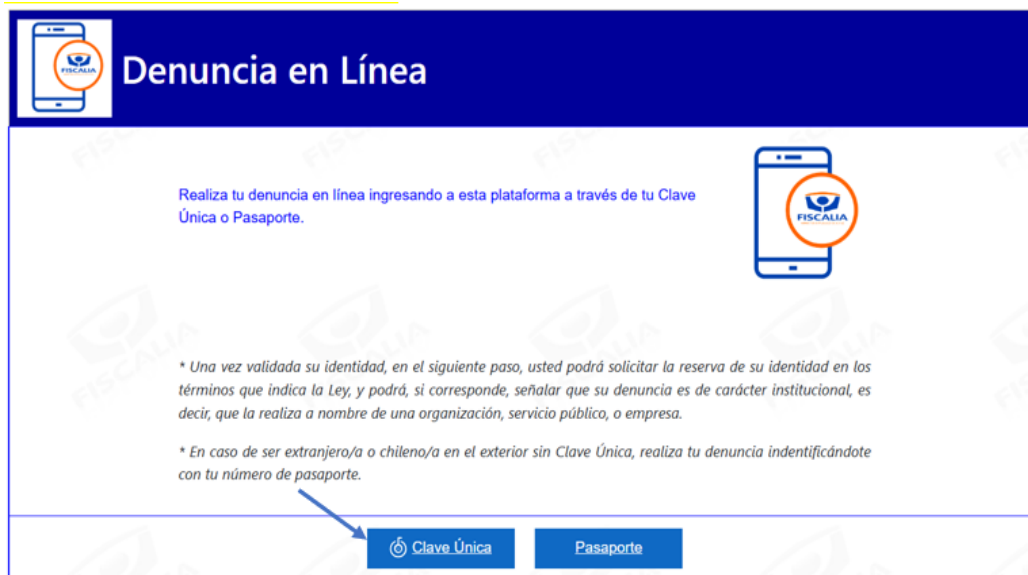 FISCALIA
Denuncia en Línea
Realiza tu denuncia en línea ingresando a esta plataforma a través de tu Clave
Única o Pasaporte.
FISCALIA
* Una vez validada su identidad, en el siguiente paso, usted podrá solicitar la reserva de su identidad en los
términos que indica la Ley, y podrá, si corresponde, señalar que su denuncia es de carácter institucional, es
decir, que la realiza a nombre de una organización, servicio público, o empresa.
* En caso de ser extranjero/a o chileno/a en el exterior sin Clave Única, realiza tu denuncia indentificándote
con tu número de pasaporte.
Clave Única
Pasaporte